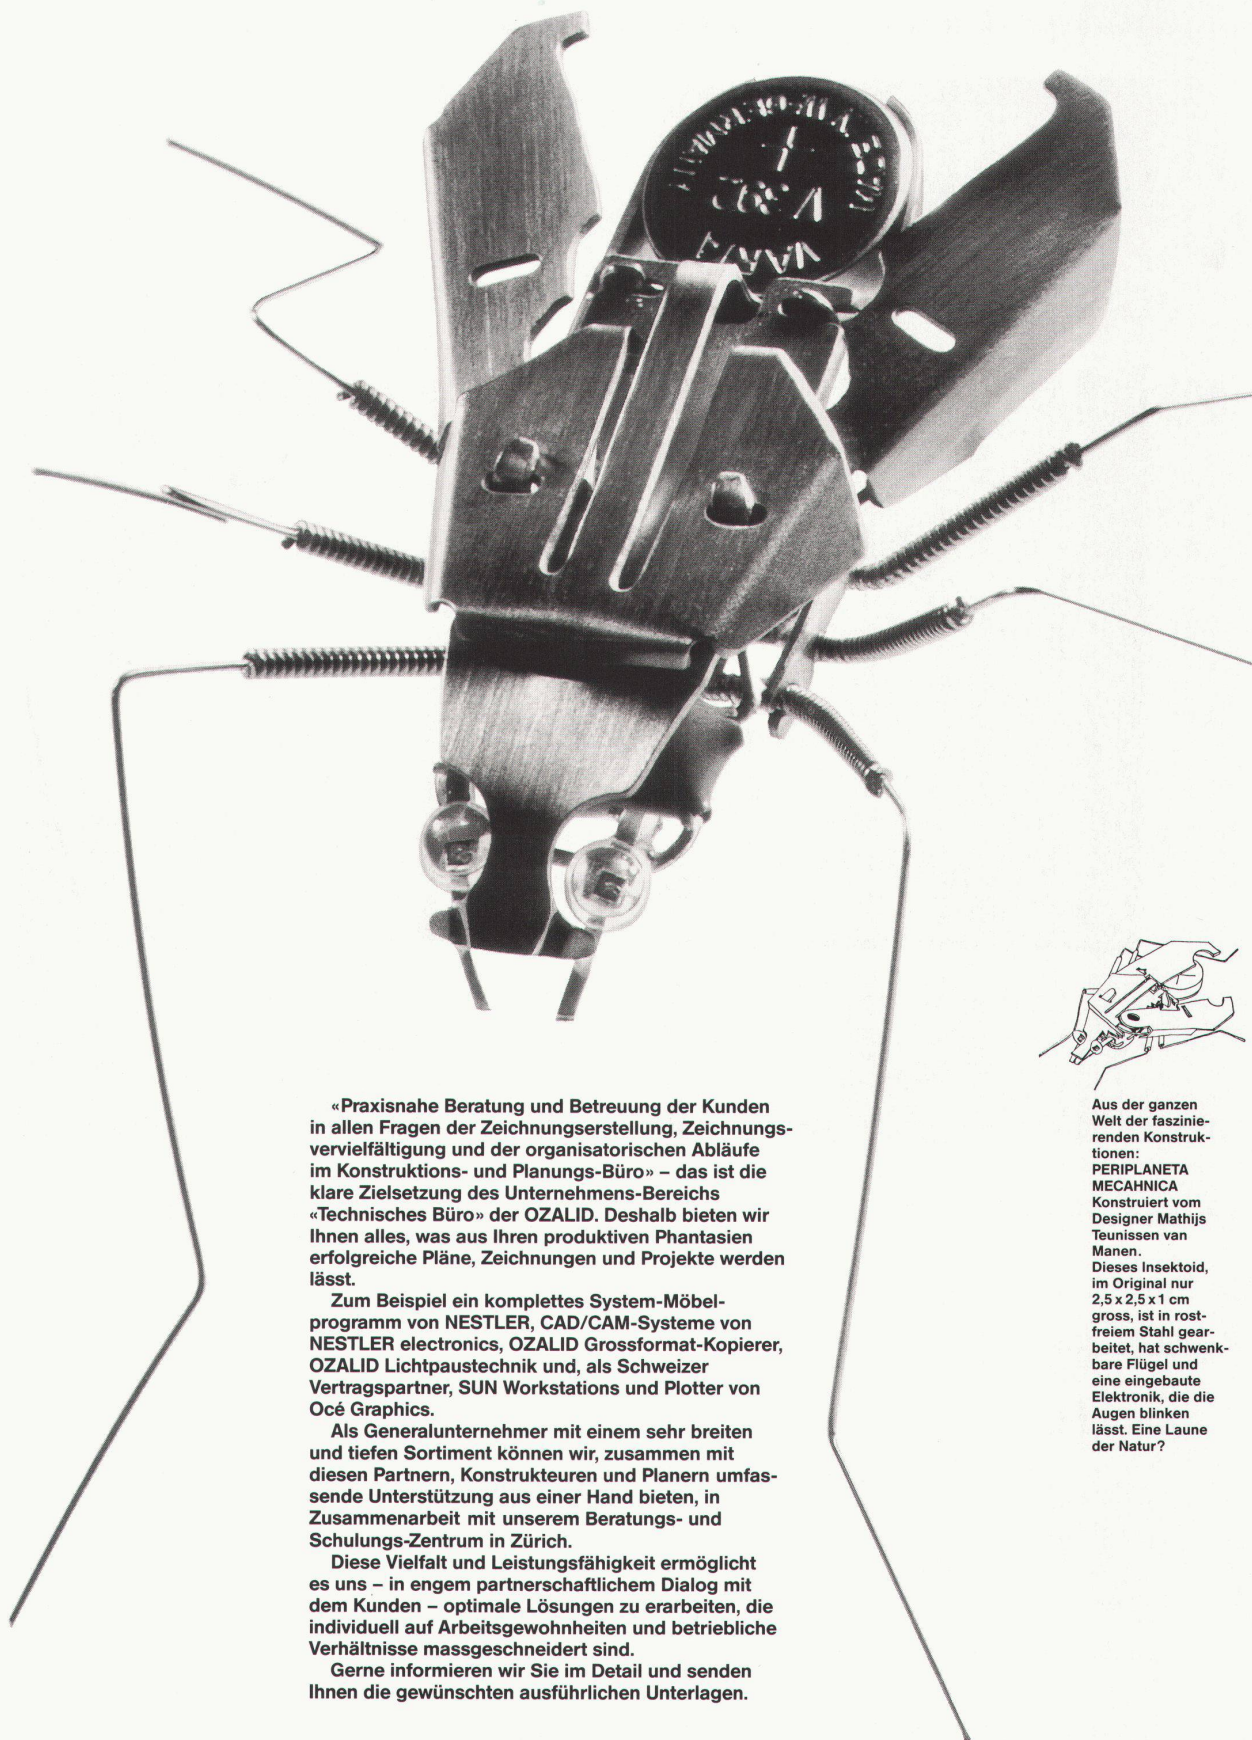 V 392
VARTA
«Praxisnahe Beratung und Betreuung der Kunden
in allen Fragen der Zeichnungserstellung, Zeichnungs-
vervielfältigung und der organisatorischen Abläufe
im Konstruktions- und Planungs-Büro» – das ist die
klare Zielsetzung des Unternehmens-Bereichs
«Technisches Büro» der OZALID. Deshalb bieten wir
Ihnen alles, was aus Ihren produktiven Phantasien
erfolgreiche Pläne, Zeichnungen und Projekte werden
lässt.
Zum Beispiel ein komplettes System-Möbel-
programm von NESTLER, CAD/CAM-Systeme von
NESTLER electronics, OZALID Grossformat-Kopierer,
OZALID Lichtpaustechnik und, als Schweizer
Vertragspartner, SUN Workstations und Plotter von
Océ Graphics.
Als Generalunternehmer mit einem sehr breiten
und tiefen Sortiment können wir, zusammen mit
diesen Partnern, Konstrukteuren und Planern umfas-
sende Unterstützung aus einer Hand bieten, in
Zusammenarbeit mit unserem Beratungs- und
Schulungs-Zentrum in Zürich.
Diese Vielfalt und Leistungsfähigkeit ermöglicht
es uns – in engem partnerschaftlichem Dialog mit
dem Kunden – optimale Lösungen zu erarbeiten, die
individuell auf Arbeitsgewohnheiten und betriebliche
Verhältnisse massgeschneidert sind.
Gerne informieren wir Sie im Detail und senden
Ihnen die gewünschten ausführlichen Unterlagen.
Aus der ganzen
Welt der faszinie-
renden Konstruk-
tionen:
PERIPLANETA
MECAHNICA
Konstruiert vom
Designer Mathijs
Teunissen van
Manen.
Dieses Insektoid,
im Original nur
2,5 x 2,5 x 1 cm
gross, ist in rost-
freiem Stahl gear-
beitet, hat schwenk-
bare Flügel und
eine eingebaute
Elektronik, die die
Augen blinken
lässt. Eine Laune
der Natur?